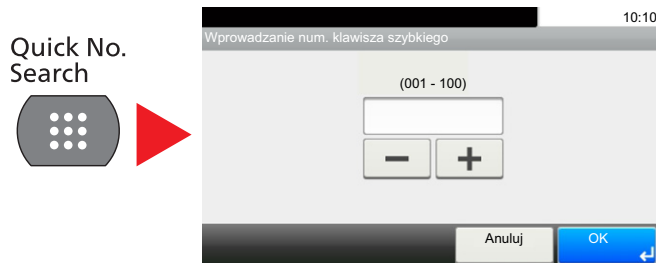 Quick No.
Search
10:10
Wprowadzanie num. klawisza szybkiego
(001 - 100)
Anuluj
OK